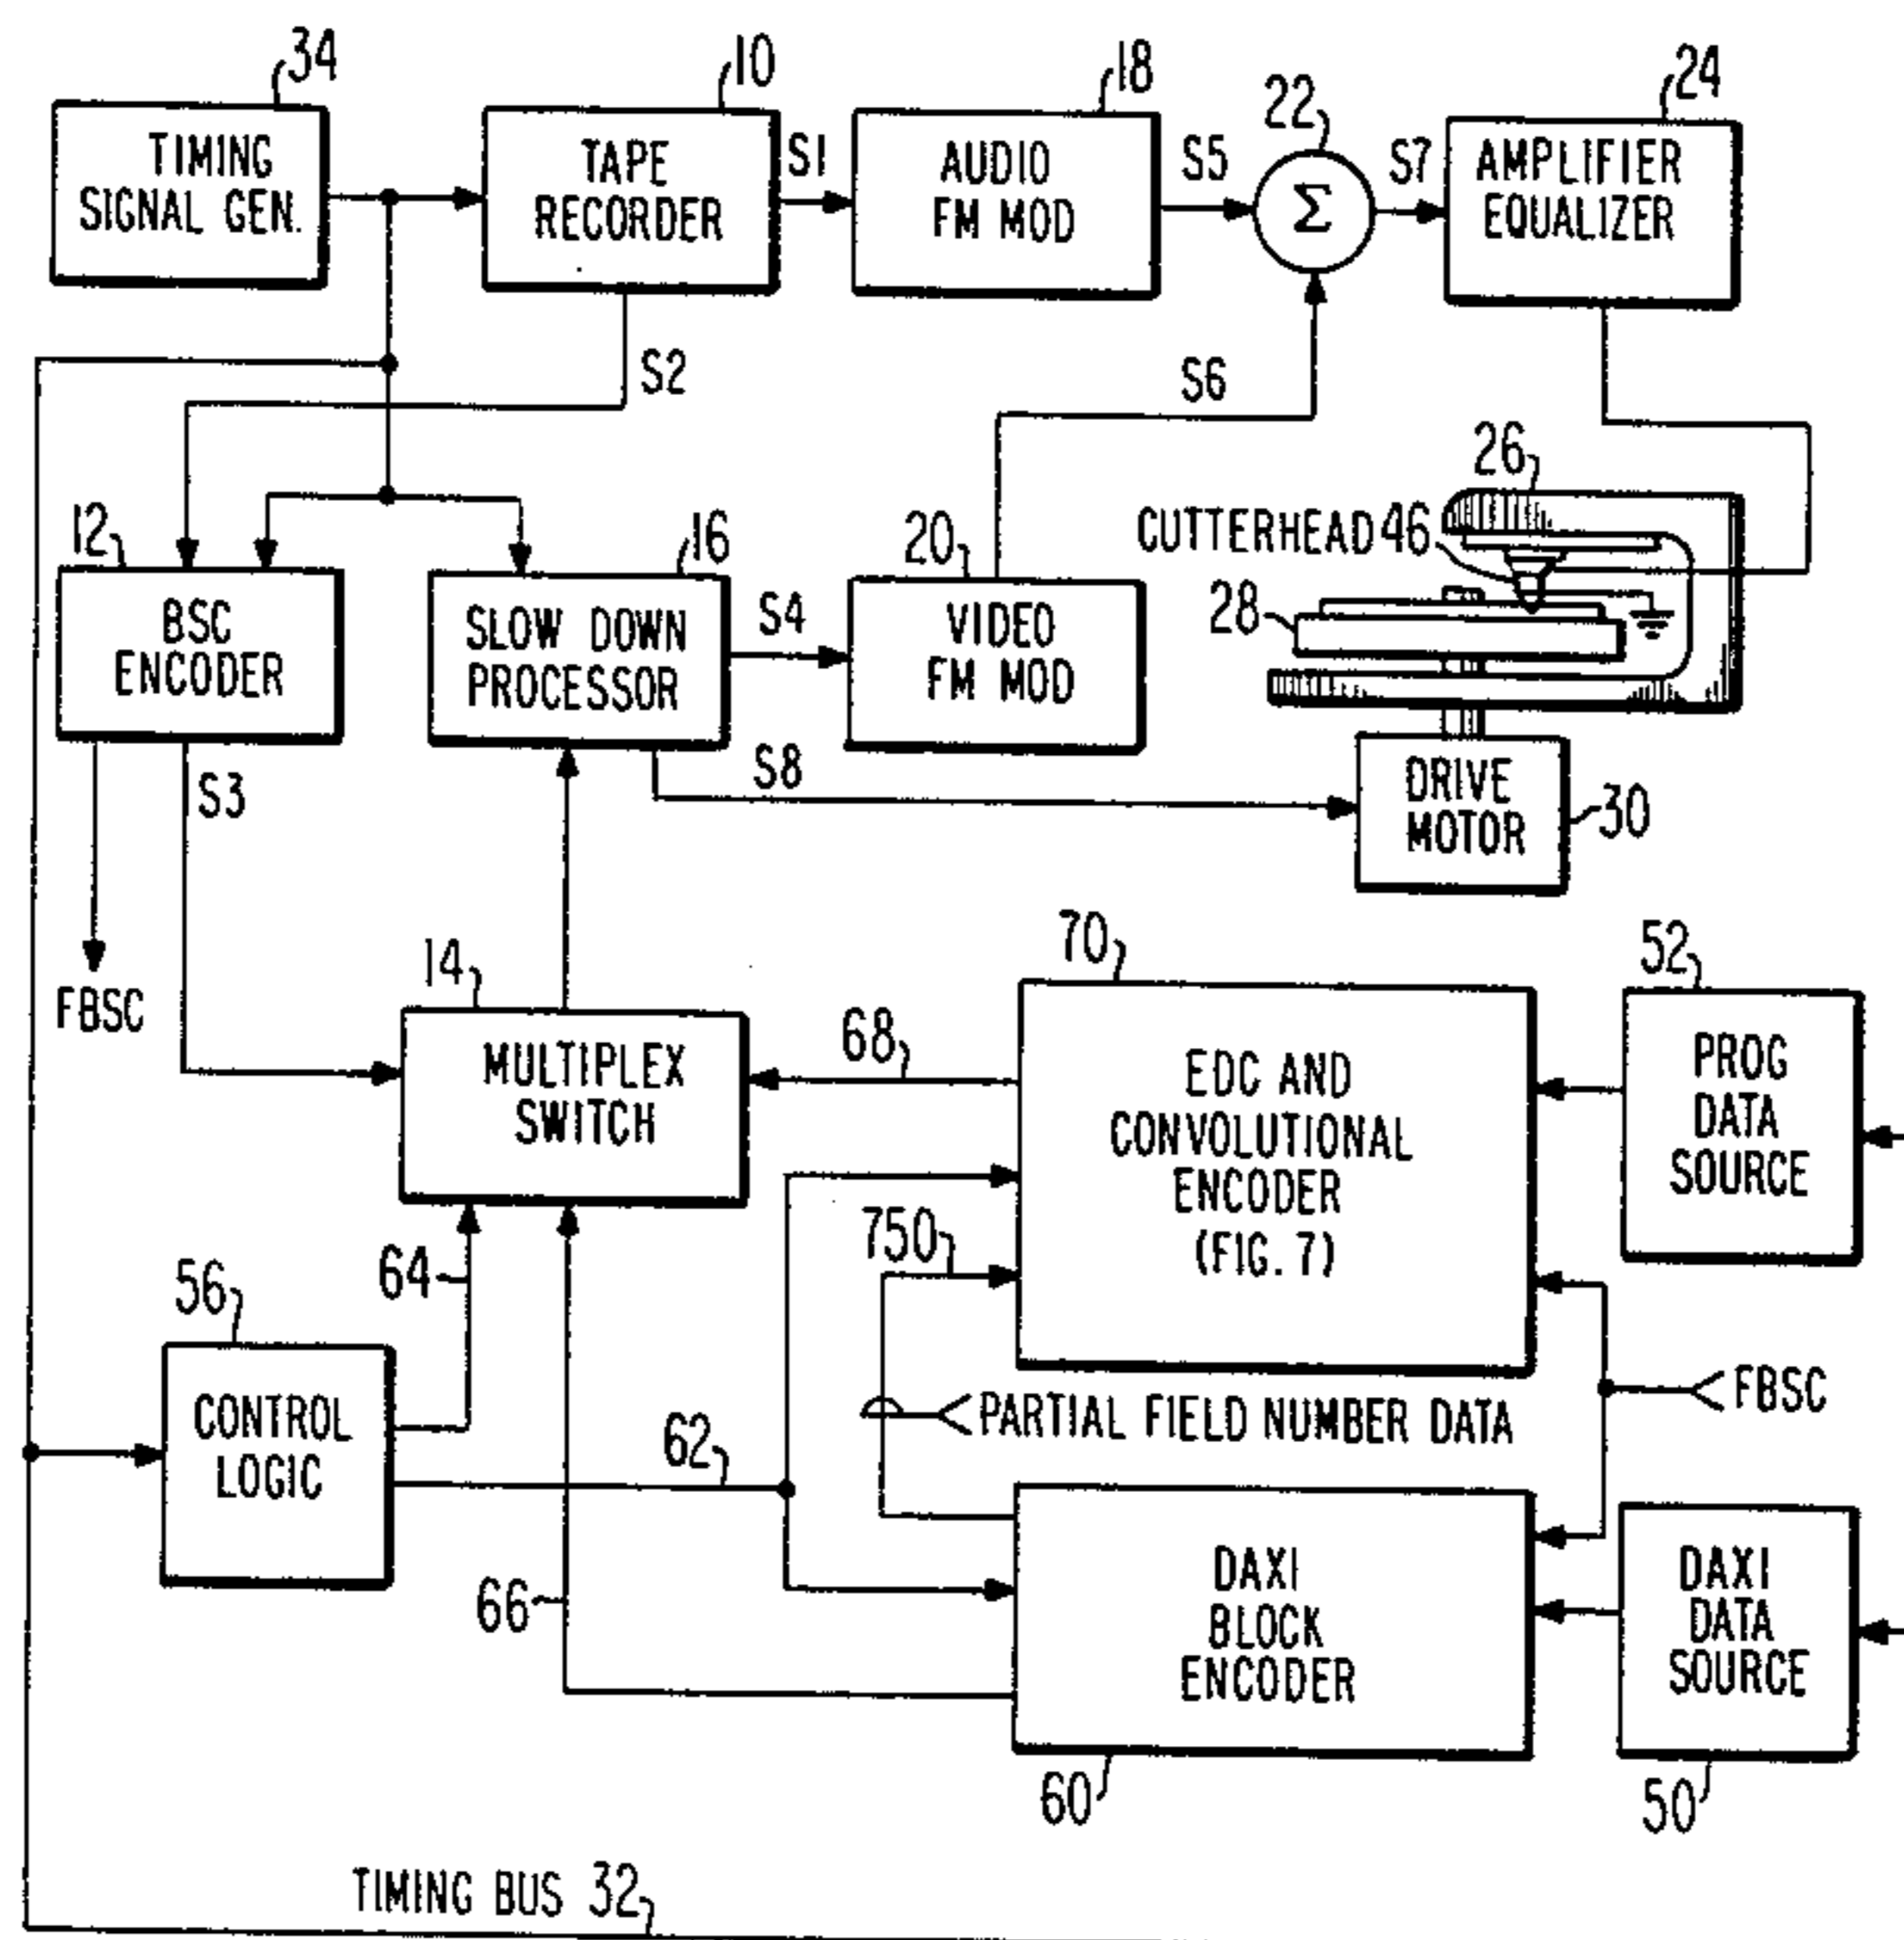 34
10
18
22
24
TIMING
SIGNAL GEN.
TAPE
RECORDER
S1
AUDIO
FM MOD
S5
Σ
S7
AMPLIFIER
EQUALIZER
S2
S6
26
12
16
20
CUTTERHEAD 46
BSC
ENCODER
SLOW DOWN
PROCESSOR
S4
VIDEO
FM MOD
28
S3
S8
DRIVE
MOTOR
30
FBSC
14
70
52
MULTIPLEX
SWITCH
68
EDC AND
CONVOLUTIONAL
ENCODER
(FIG. 7)
PROG
DATA
SOURCE
750
64
56
CONTROL
LOGIC
62
PARTIAL FIELD NUMBER DATA
FBSC
66
DAXI
BLOCK
ENCODER
DAXI
DATA
SOURCE
60
50
TIMING BUS 32